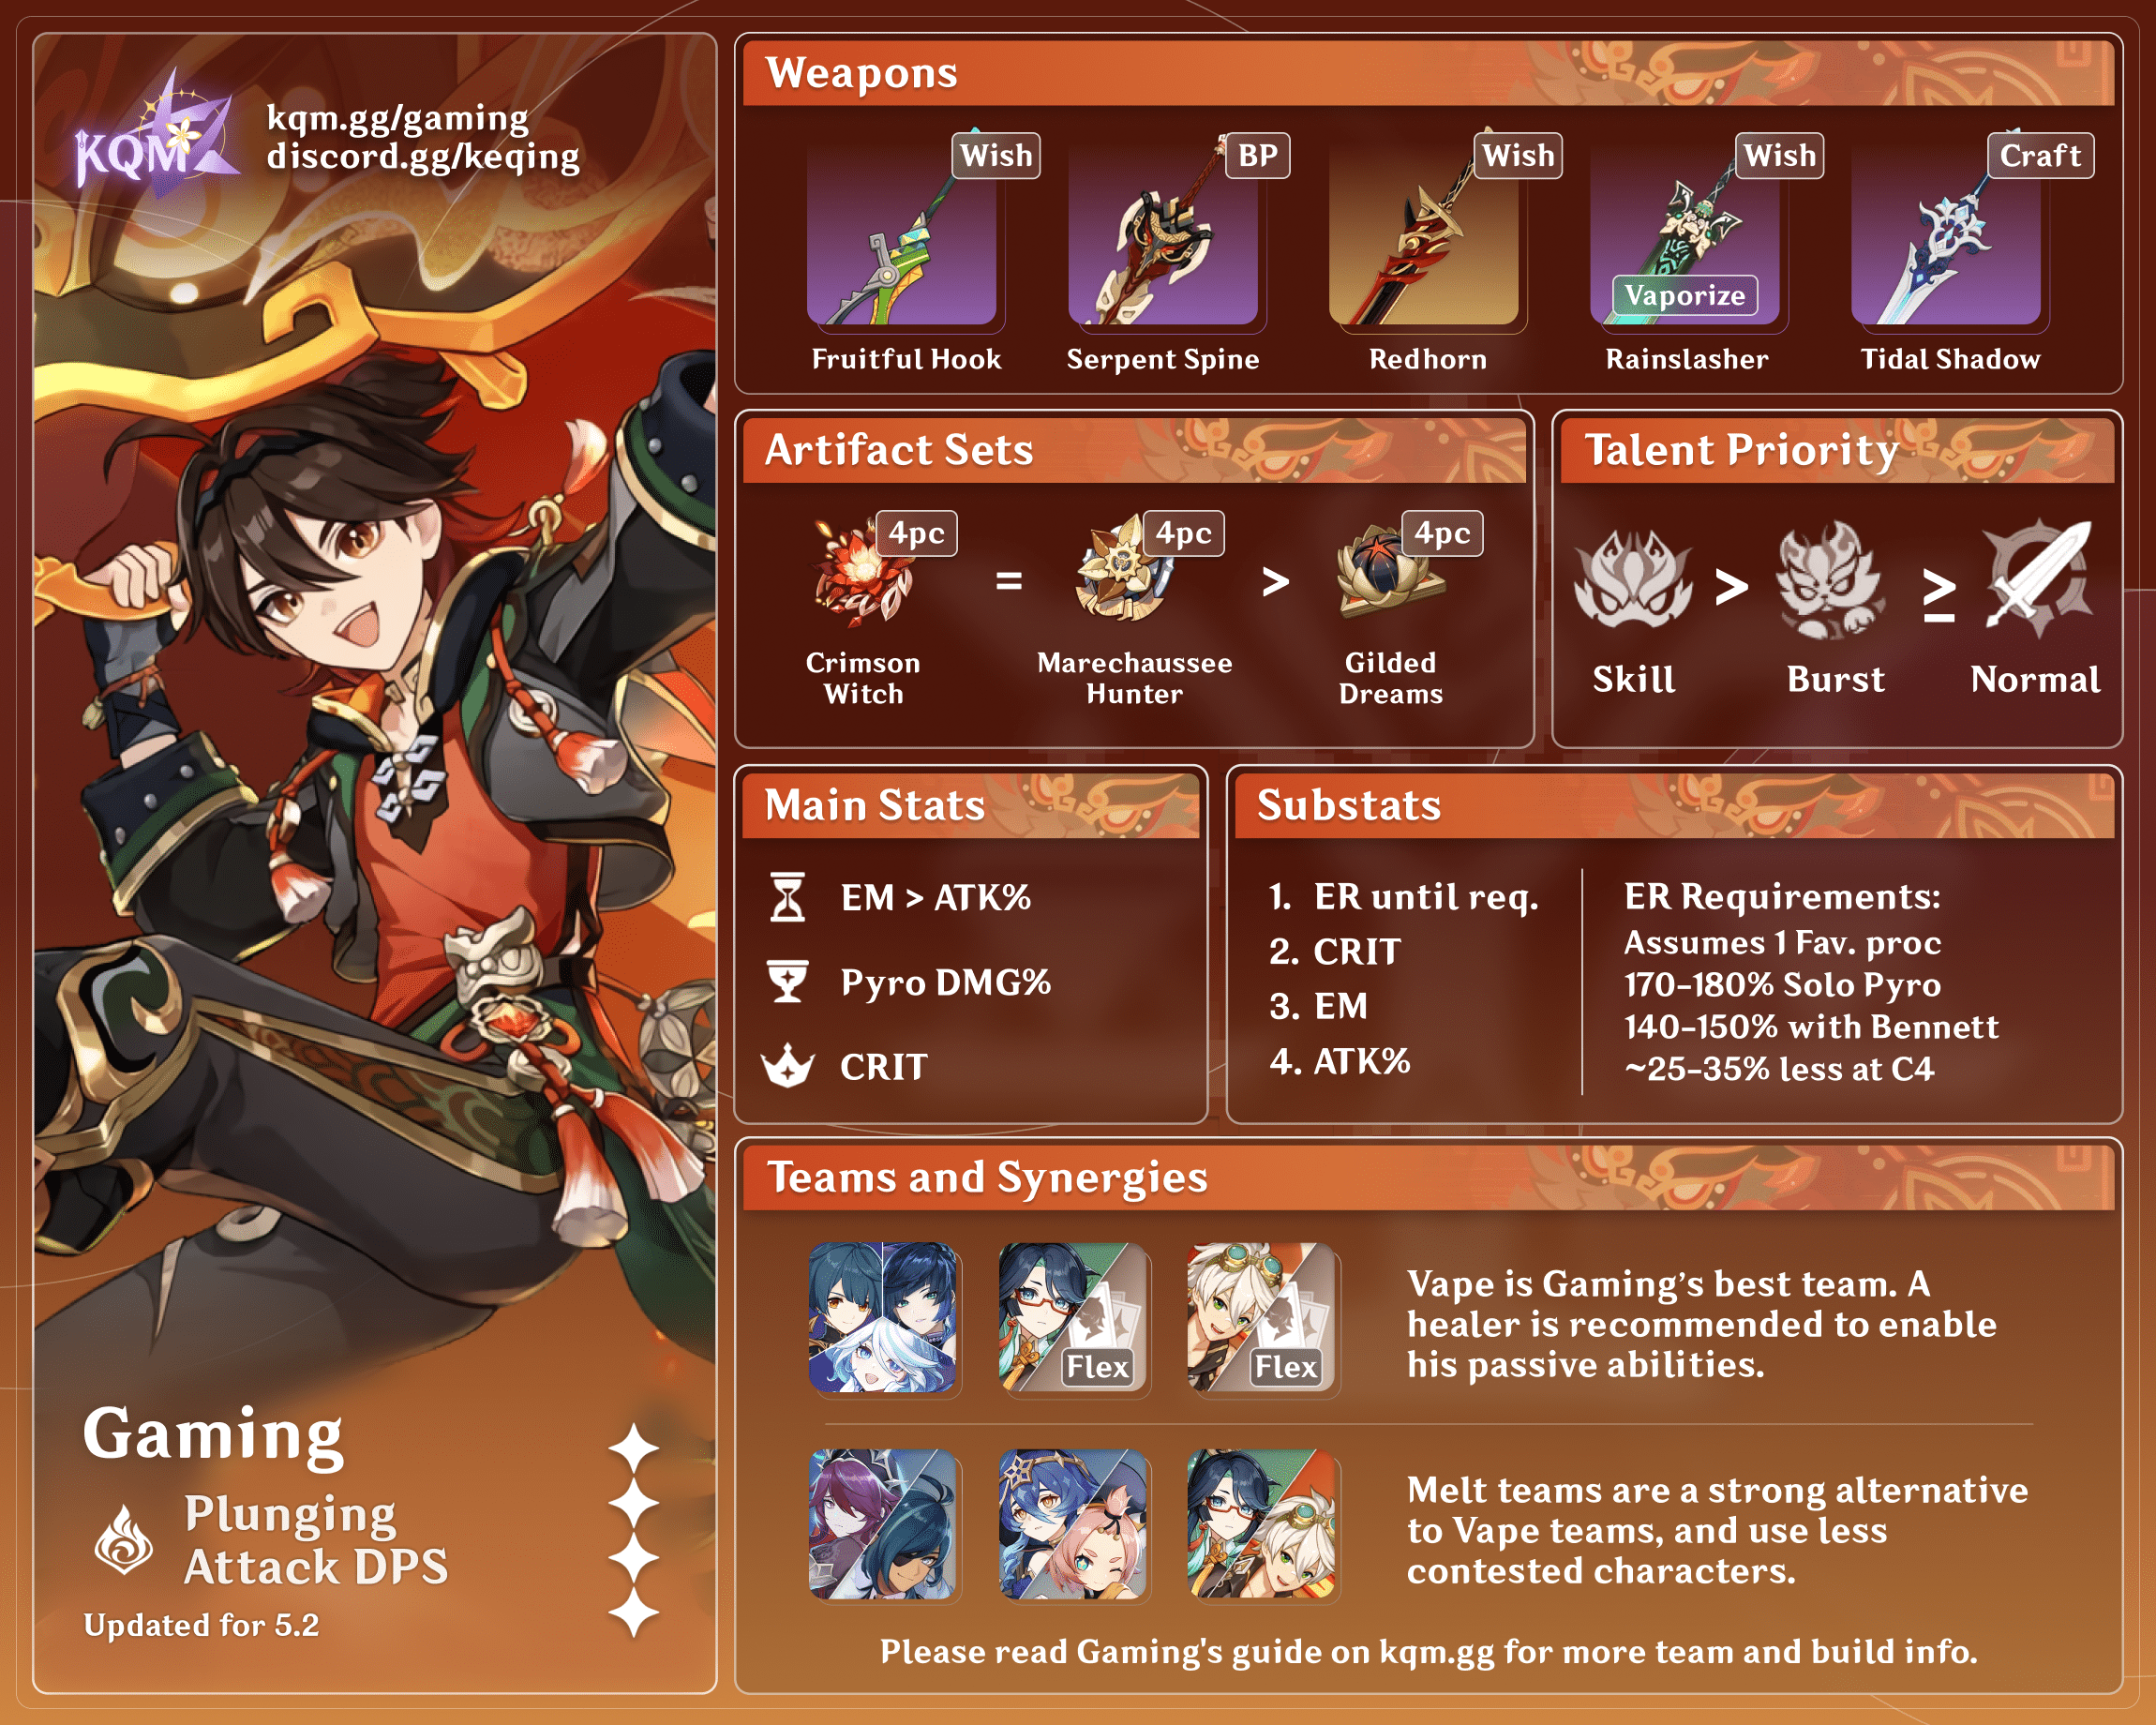 KQM
kqm.gg/gaming
discord.gg/keqing
Gaming
Plunging
Attack DPS
Updated for 5.2
Weapons
Wish
BP
Wish
Wish
Craft
Vaporize
Fruitful Hook
Serpent Spine
Redhorn
Rainslasher
Tidal Shadow
Artifact Sets
4pc
4pc
4pc
=
>
Crimson
Witch
Marechaussee
Hunter
Gilded
Dreams
Talent Priority
> ≥
Skill
Burst
Normal
Main Stats
EM > ATK%
Pyro DMG%
CRIT
Substats
1. ER until req.
2. CRIT
3. EM
4. ATK%
ER Requirements:
Assumes 1 Fav. proc
170-180% Solo Pyro
140-150% with Bennett
~25-35% less at C4
Teams and Synergies
Flex
Flex
Vape is Gaming's best team. A
healer is recommended to enable
his passive abilities.
Melt teams are a strong alternative
to Vape teams, and use less
contested characters.
Please read Gaming's guide on kqm.gg for more team and build info.